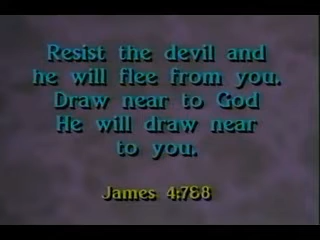 Resist the devil and
he will flee from you.
Draw near to God
He will draw near
to you.
James 4:7&8